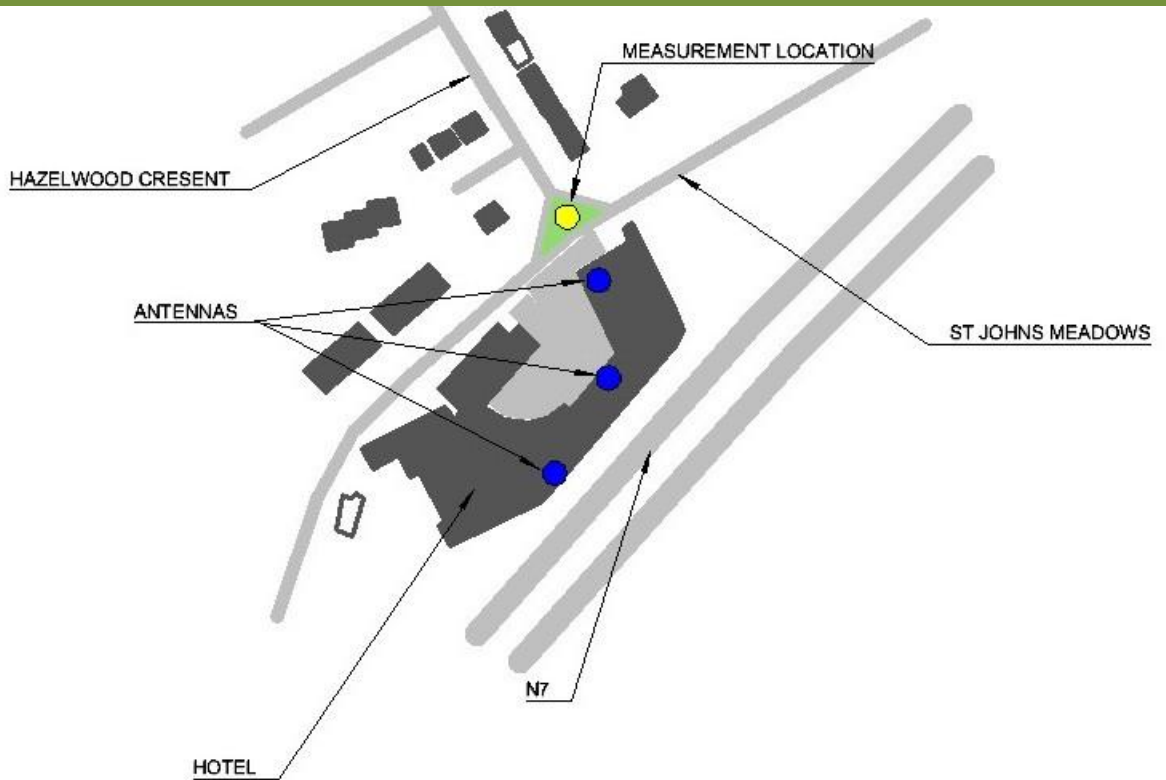 MEASUREMENT LOCATION
HAZELWOOD CRESENT
ANTENNAS
ST JOHNS MEADOWS
N7
HOTEL